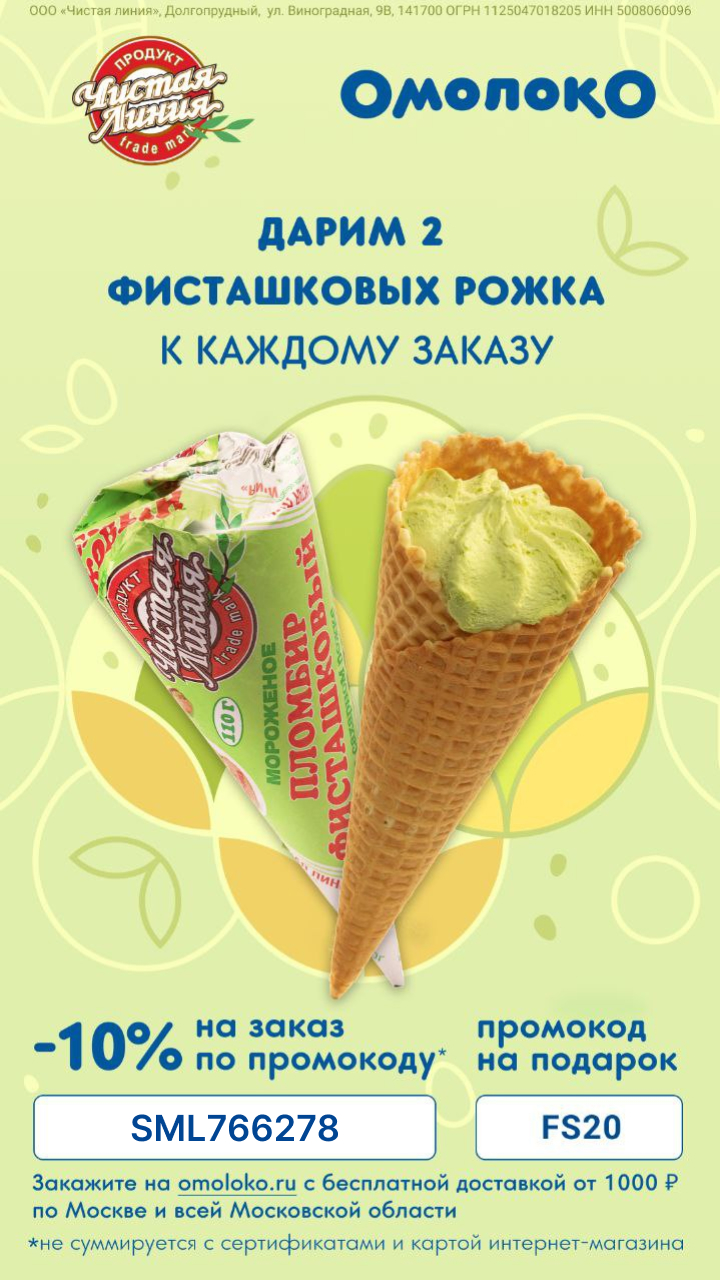 ООО «Чистая линия», Долгопрудный, ул. Виноградная, 9В, 141700 ОГРН 1125047018205 ИНН 5008060096
ПРОДУКТ
Чистая
Линия
trade mark
ОмолокО
ДАРИМ 2
ФИСТАШКОВЫХ РОЖКА
К КАЖДОМУ ЗАКАЗУ
ПРОДУКТ
Чистая
Линия
trade mark
110 г
МОРОЖЕНОЕ
ПЛОМБИР
ФИСТАШКОВЫЙ
-10% на заказ
по промокоду*
промокод
на подарок
SML766278
FS20
Закажите на omoloko.ru с бесплатной доставкой от 1000 ₽
по Москве и всей Московской области
*не суммируется с сертификатами и картой интернет-магазина